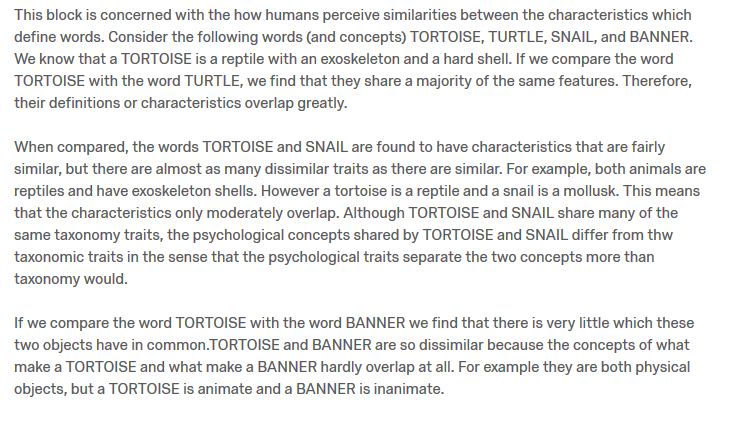 This block is concerned with the how humans perceive similarities between the characteristics which
define words. Consider the following words (and concepts) TORTOISE, TURTLE, SNAIL, and BANNER.
We know that a TORTOISE is a reptile with an exoskeleton and a hard shell. If we compare the word
TORTOISE with the word TURTLE, we find that they share a majority of the same features. Therefore,
their definitions or characteristics overlap greatly.
When compared, the words TORTOISE and SNAIL are found to have characteristics that are fairly
similar, but there are almost as many dissimilar traits as there are similar. For example, both animals are
reptiles and have exoskeleton shells. However a tortoise is a reptile and a snail is a mollusk. This means
that the characteristics only moderately overlap. Although TORTOISE and SNAIL share many of the
same taxonomy traits, the psychological concepts shared by TORTOISE and SNAIL differ from thw
taxonomic traits in the sense that the psychological traits separate the two concepts more than
taxonomy would.
If we compare the word TORTOISE with the word BANNER we find that there is very little which these
two objects have in common.TORTOISE and BANNER are so dissimilar because the concepts of what
make a TORTOISE and what make a BANNER hardly overlap at all. For example they are both physical
objects, but a TORTOISE is animate and a BANNER is inanimate.